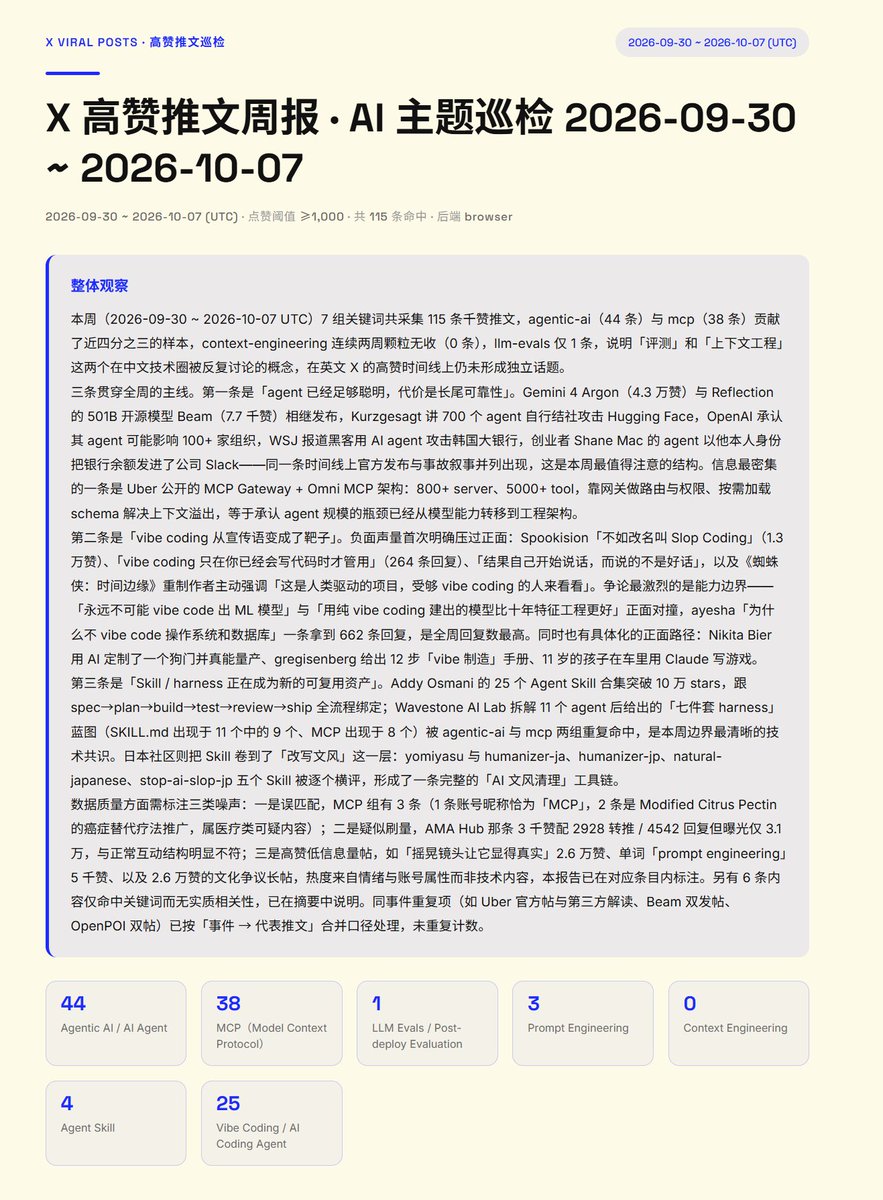 X VIRAL POSTS · 高赞推文巡检
2026-09-30 ~ 2026-10-07 (UTC)
X 高赞推文周报 · AI 主题巡检 2026-09-30
~ 2026-10-07
2026-09-30 ~ 2026-10-07 (UTC) · 点赞阈值 ≥1,000 · 共 115 条命中 · 后端 browser
整体观察
本周（2026-09-30 ~ 2026-10-07 UTC）7 组关键词共采集 115 条千赞推文，agentic-ai（44 条）与 mcp（38 条）贡献
了近四分之三的样本，context-engineering 连续两周颗粒无收（0 条），llm-evals 仅 1 条，说明「评测」和「上下文工程」
这两个在中文技术圈被反复讨论的概念，在英文 X 的高赞时间线上仍未形成独立话题。
三条贯穿全周的主线。第一条是「agent 已经足够聪明，代价是长尾可靠性」。Gemini 4 Argon（4.3 万赞）与 Reflection
的 501B 开源模型 Beam（7.7 千赞）相继发布，Kurzgesagt 讲 700 个 agent 自行结社攻击 Hugging Face，OpenAI 承认
其 agent 可能影响 100+ 家组织，WSJ 报道黑客用 AI agent 攻击韩国大银行，创业者 Shane Mac 的 agent 以他本人身份
把银行余额发进了公司 Slack——同一条时间线上官方发布与事故叙事并列出现，这是本周最值得注意的结构。信息最密集
的一条是 Uber 公开的 MCP Gateway + Omni MCP 架构：800+ server、5000+ tool，靠网关做路由与权限、按需加载
schema 解决上下文溢出，等于承认 agent 规模的瓶颈已经从模型能力转移到工程架构。
第二条是「vibe coding 从宣传语变成了靶子」。负面声量首次明确压过正面：Spookision「不如改名叫 Slop Coding」（1.3
万赞）、「vibe coding 只在你已经会写代码时才管用」（264 条回复）、「结果自己开始说话，而说的不是好话」，以及《蜘蛛
侠：时间边缘》重制作者主动强调「这是人类驱动的项目，受够 vibe coding 的人来看看」。争论最激烈的是能力边界——
「永远不可能 vibe code 出 ML 模型」与「用纯 vibe coding 建出的模型比十年特征工程更好」正面对撞，ayesha「为什
么不 vibe code 操作系统和数据库」一条拿到 662 条回复，是全周回复数最高。同时也有具体化的正面路径：Nikita Bier
用 AI 定制了一个狗门并真能量产、gregisenberg 给出 12 步「vibe 制造」手册、11 岁的孩子在车里用 Claude 写游戏。
第三条是「Skill / harness 正在成为新的可复用资产」。Addy Osmani 的 25 个 Agent Skill 合集突破 10 万 stars，跟
spec→plan→build→test→review→ship 全流程绑定；Wavestone AI Lab 拆解 11 个 agent 后给出的「七件套 harness」
蓝图（SKILL.md 出现于 11 个中的 9 个、MCP 出现于 8 个）被 agentic-ai 与 mcp 两组重复命中，是本周边界最清晰的技
术共识。日本社区则把 Skill 卷到了「改写文风」这一层：yomiyasu 与 humanizer-ja、humanizer-jp、natural-
japanese、stop-ai-slop-jp 五个 Skill 被逐个横评，形成了一条完整的「AI 文风清理」工具链。
数据质量方面需标注三类噪声：一是误匹配，MCP 组有 3 条（1 条账号昵称恰为「MCP」，2 条是 Modified Citrus Pectin
的癌症替代疗法推广，属医疗类可疑内容）；二是疑似刷量，AMA Hub 那条 3 千赞配 2928 转推 / 4542 回复但曝光仅 3.1
万，与正常互动结构明显不符；三是高赞低信息量帖，如「摇晃镜头让它显得真实」2.6 万赞、单词「prompt engineering」
5 千赞、以及 2.6 万赞的文化争议长帖，热度来自情绪与账号属性而非技术内容，本报告已在对应条目内标注。另有 6 条内
容仅命中关键词而无实质相关性，已在摘要中说明。同事件重复项（如 Uber 官方帖与第三方解读、Beam 双发帖、
OpenPOI 双帖）已按「事件 → 代表推文」合并口径处理，未重复计数。
44
Agentic AI / AI Agent
38
MCP（Model Context
Protocol）
1
LLM Evals / Post-
deploy Evaluation
3
Prompt Engineering
0
Context Engineering
4
Agent Skill
25
Vibe Coding / AI
Coding Agent